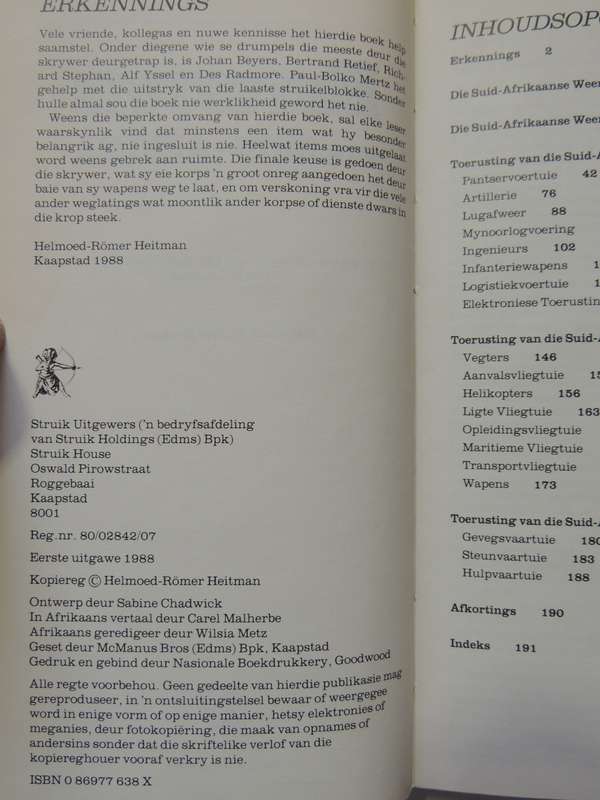 ERKENNINGS
Vele vriende, kollegas en nuwe kennisse het hierdie boek help
saamstel. Onder diegene wie se drumpels die meeste deur die
skrywer deurgetrap is, is Johan Beyers, Bertrand Retief, Rich-
ard Stephan, Alf Yssel en Des Radmore. Paul-Bolko Mertz het
gehelp met die uitstryk van die laaste struikelblokke. Sonder
hulle almal sou die boek nie werklikheid geword het nie.
Weens die beperkte omvang van hierdie boek, sal elke leser
waarskynlik vind dat minstens een item wat hy besonder
belangrik ag, nie ingesluit is nie. Heelwat items moes uitgelaat
word weens gebrek aan ruimte. Die finale keuse is gedoen deur
die skrywer, wat sy eie korps 'n groot onreg aangedoen het deur
baie van sy wapens weg te laat, en om verskoning vra vir die vele
ander weglatings wat moontlik ander korpse of dienste dwars in
die krop steek.
Helmoed-Römer Heitman
Kaapstad 1988
Struik Uitgewers ('n bedryfsafdeling
van Struik Holdings (Edms) Bpk)
Struik House
Oswald Pirowstraat
Roggebaai
Kaapstad
8001
Reg.nr. 80/02842/07
Eerste uitgawe 1988
Kopiereg © Helmoed-Römer Heitman
Ontwerp deur Sabine Chadwick
In Afrikaans vertaal deur Carel Malherbe
Afrikaans geredigeer deur Wilsia Metz
Geset deur McManus Bros (Edms) Bpk, Kaapstad
Gedruk en gebind deur Nasionale Boekdrukkery, Goodwood
Alle regte voorbehou. Geen gedeelte van hierdie publikasie mag
gereproduseer, in 'n ontsluitingstelsel bewaar of weergegee
word in enige vorm of op enige manier, hetsy elektronies of
meganies, deur fotokopiëring, die maak van opnames of
andersins sonder dat die skriftelike verlof van die
kopiereghouer vooraf verkry is nie.
ISBN 0 86977 638 X
INHOUDSOP
Erkennings 2
Die Suid-Afrikaanse Weer
Die Suid-Afrikaanse Weer
Toerusting van die Suid-A
Pantservoertuie 42
Artillerie 76
Lugafweer 88
Mynoorlogvoering
Ingenieurs 102
Infanteriewapens
Logistiekvoertuie
Elektroniese Toerusting
Toerusting van die Suid-A
Vegters 146
Aanvalsvliegtuie
Helikopters 156
Ligte Vliegtuie 163
Opleidingsvliegtuie
Maritieme Vliegtuie
Transportvliegtuie
Wapens 173
Toerusting van die Suid-A
Gevegsvaartuie 180
Steunvaartuie 183
Hulpvaartuie 188
Afkortings 190
Indeks 191